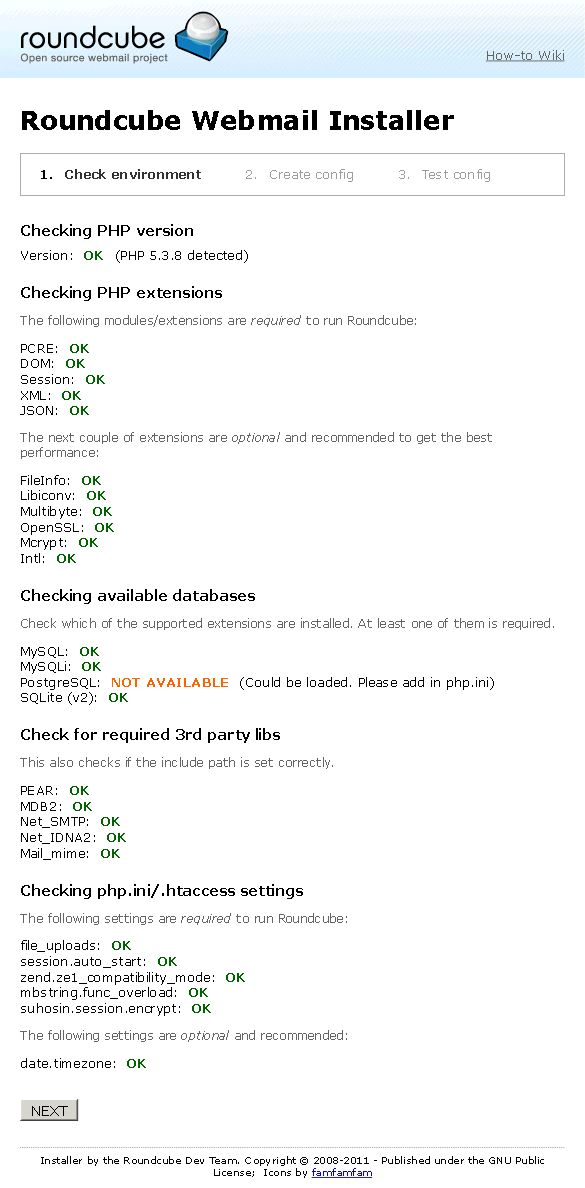 roundcube
Open source webmail project
How-to Wiki
Roundcube Webmail Installer
1. Check environment 2. Create config 3. Test config
Checking PHP version
Version: OK (PHP 5.3.8 detected)
Checking PHP extensions
The following modules/extensions are required to run Roundcube:
PCRE: OK
DOM: OK
Session: OK
XML: OK
JSON: OK
The next couple of extensions are optional and recommended to get the best
performance:
FileInfo: OK
Libiconv: OK
Multibyte: OK
OpenSSL: OK
Mcrypt: OK
Intl: OK
Checking available databases
Check which of the supported extensions are installed. At least one of them is required.
MySQL: OK
MySQLi: OK
PostgreSQL: NOT AVAILABLE (Could be loaded. Please add in php.ini)
SQLite (v2): OK
Check for required 3rd party libs
This also checks if the include path is set correctly.
PEAR: OK
MDB2: OK
Net_SMTP: OK
Net_IDNA2: OK
Mail_mime: OK
Checking php.ini/.htaccess settings
The following settings are required to run Roundcube:
file_uploads: OK
session.auto_start: OK
zend.ze1_compatibility_mode: OK
mbstring.func_overload: OK
suhosin.session.encrypt: OK
The following settings are optional and recommended:
date.timezone: OK
NEXT
Installer by the Roundcube Dev Team. Copyright © 2008-2011 - Published under the GNU Public
License; Icons by famfamfam